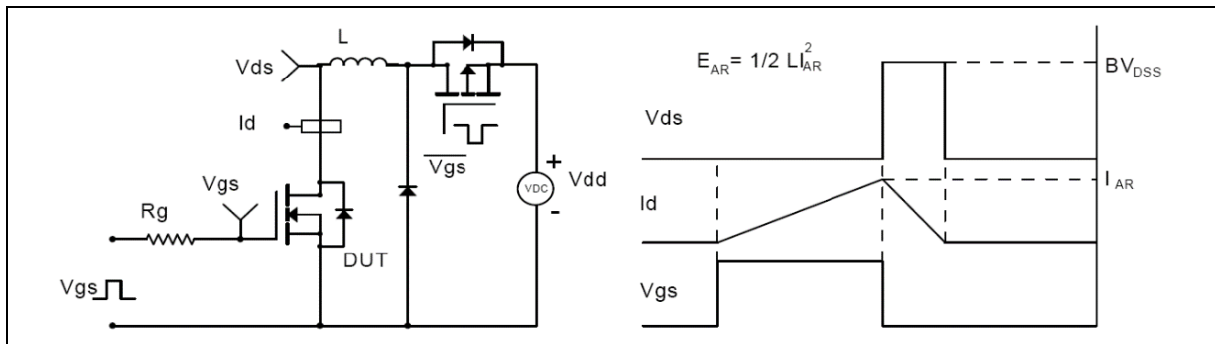 L
Vds
Id
Vgs
Rg
DUT
Vgs
Vgs
+
VDC
-
Vdd
E_AR = 1/2 LI_AR^2
BV_DSS
Vds
I_AR
Id
Vgs